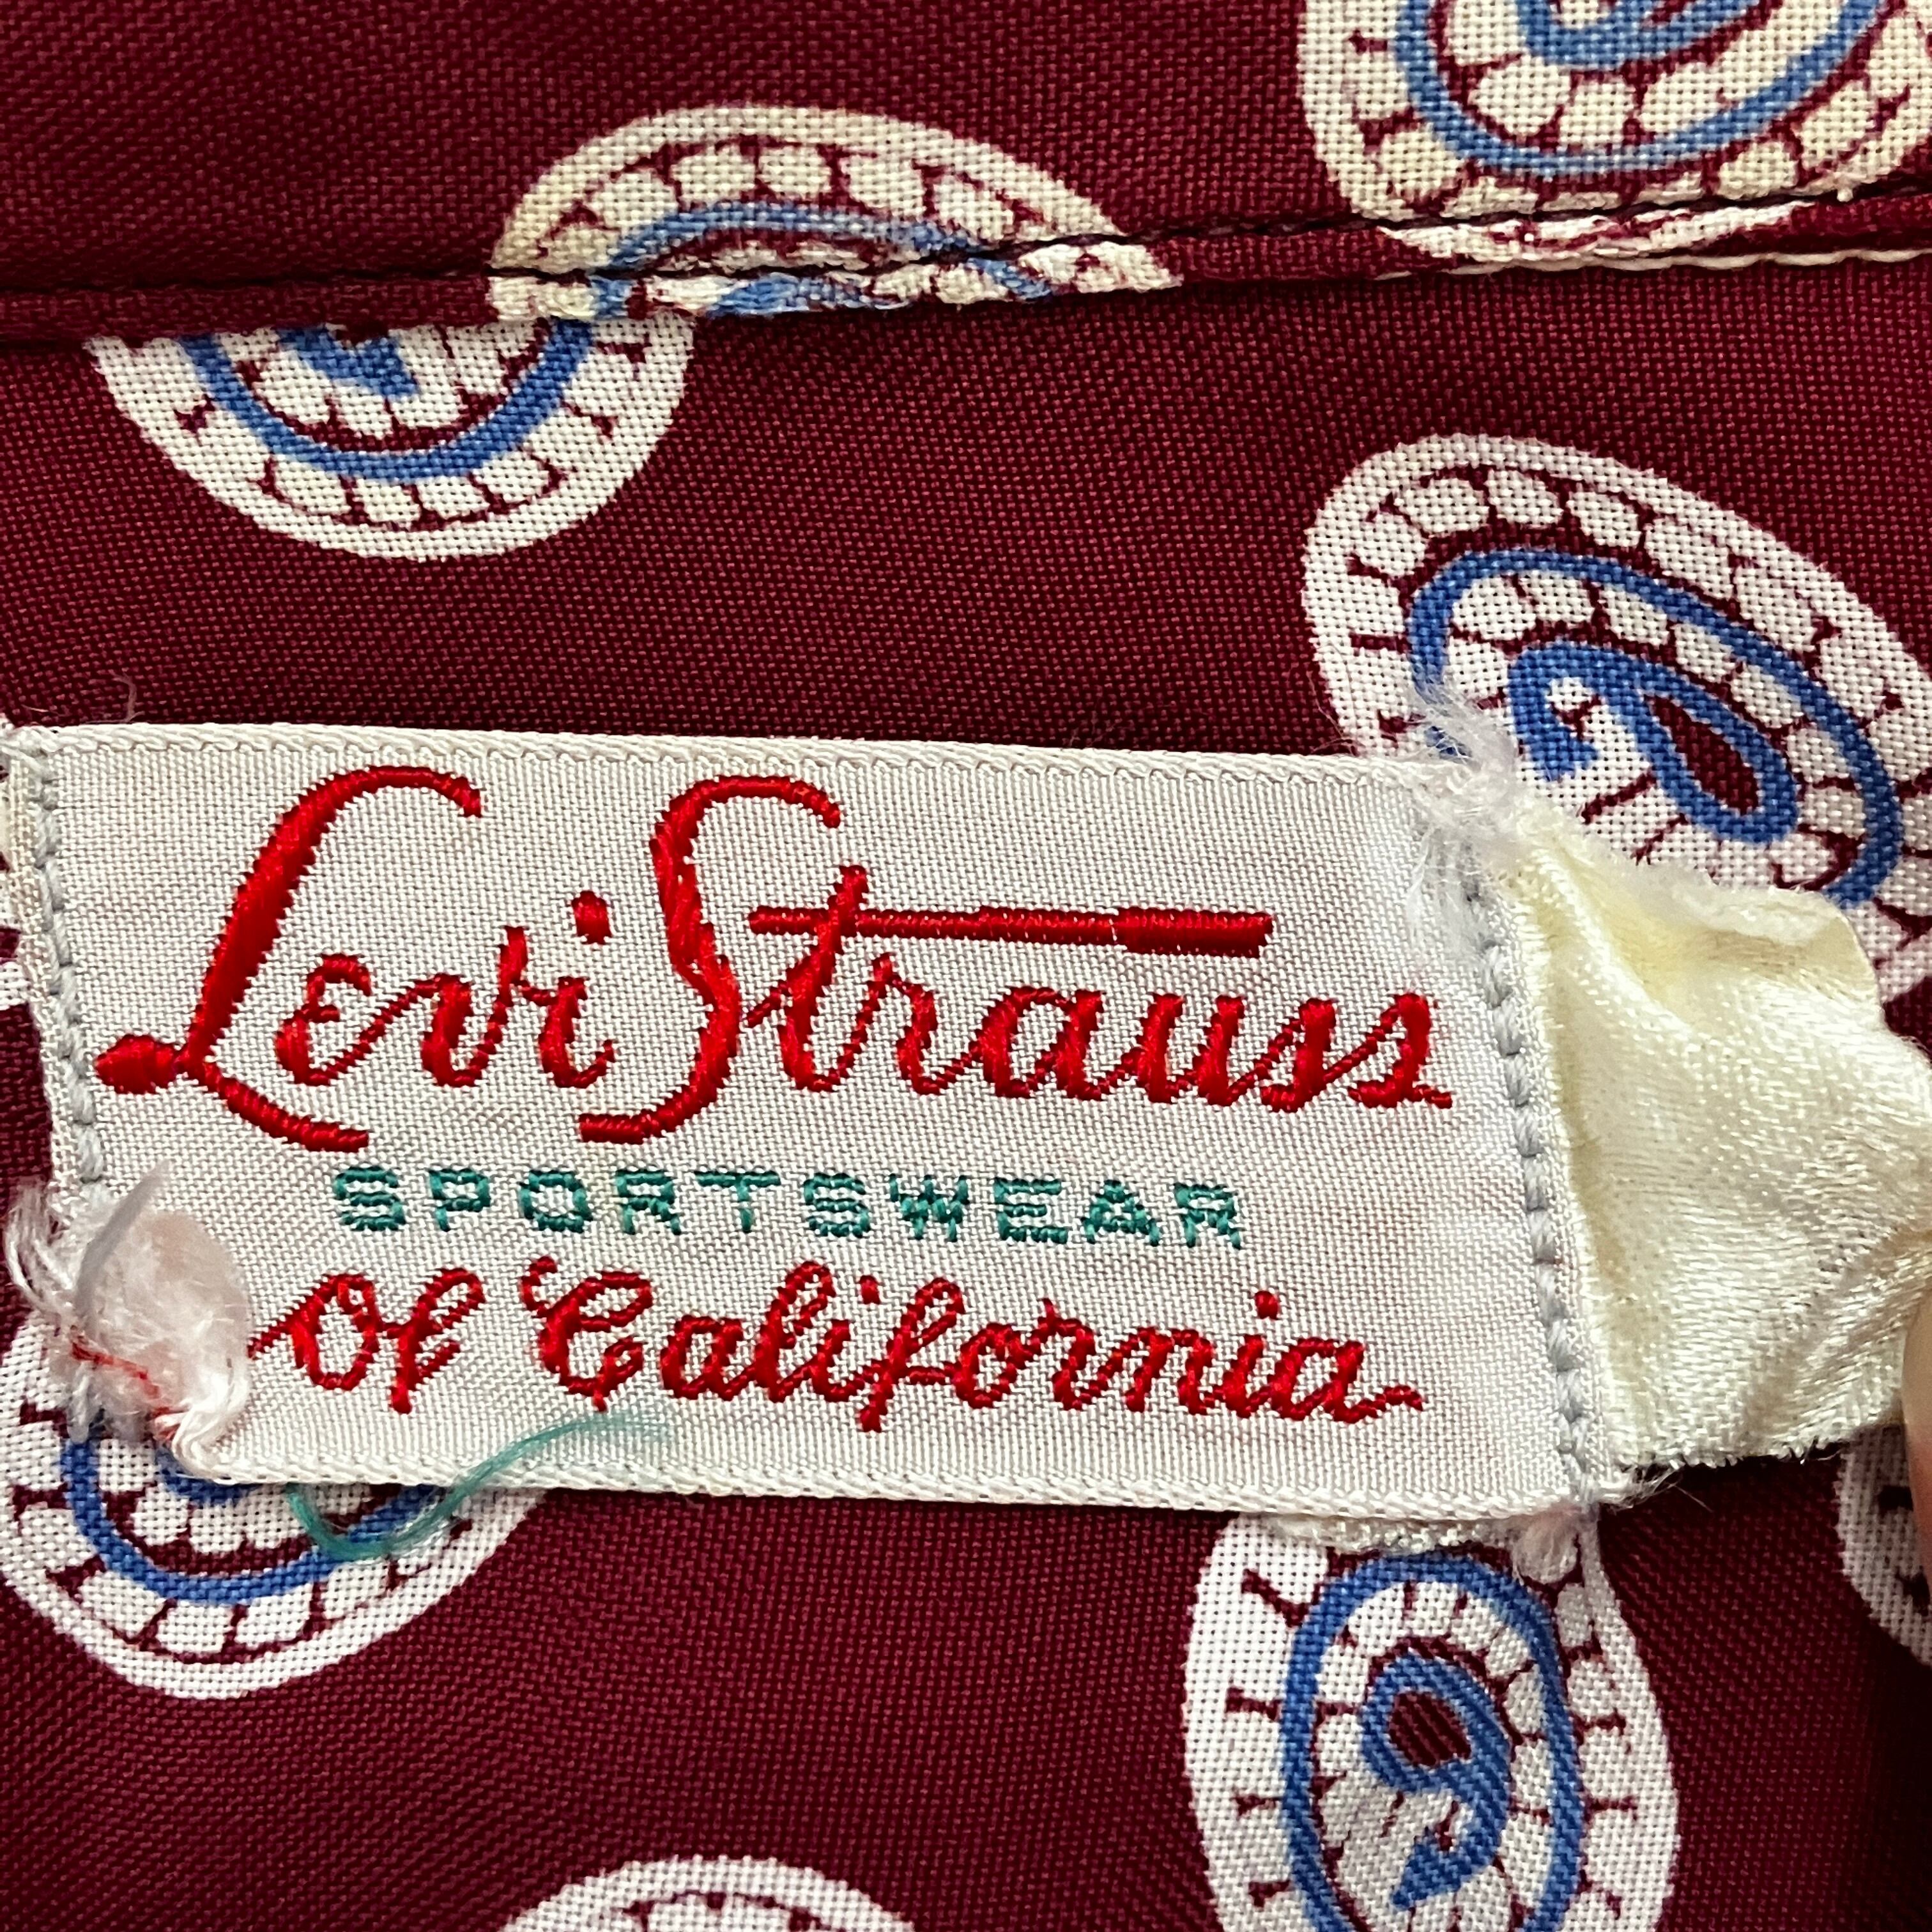 Levi Strauss
SPORTSWEAR
Of California